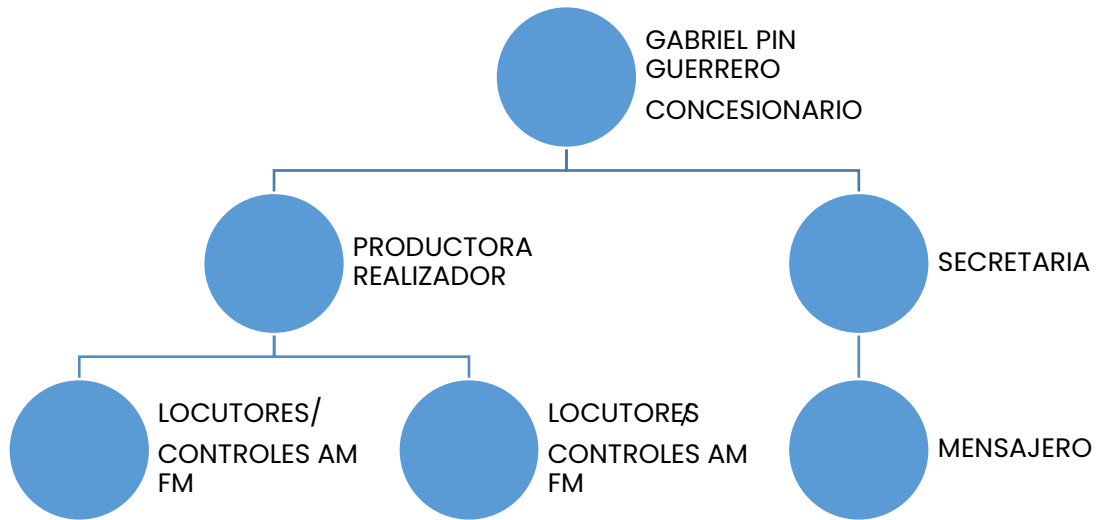 GABRIEL PIN
GUERRERO
CONCESIONARIO
PRODUCTORA
REALIZADOR
SECRETARIA
LOCUTORES/
CONTROLES AM
FM
LOCUTORES/
CONTROLES AM
FM
MENSAJERO